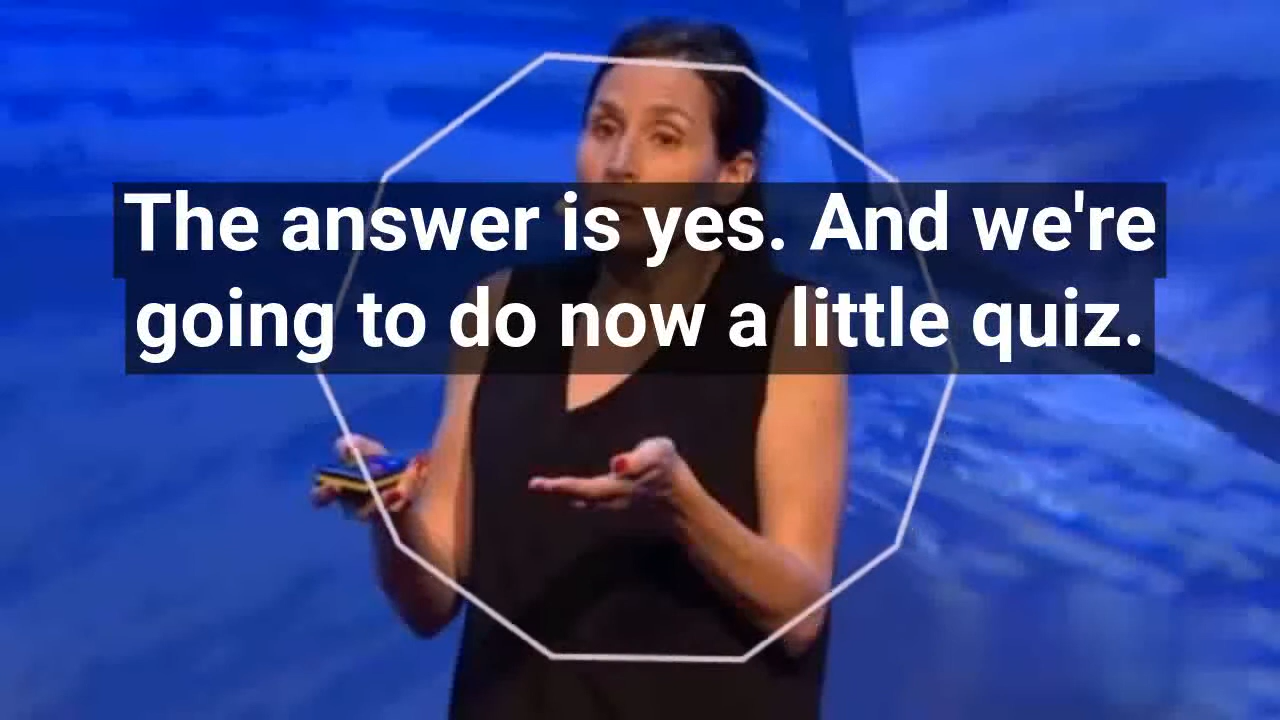 The answer is yes. And we're
going to do now a little quiz.